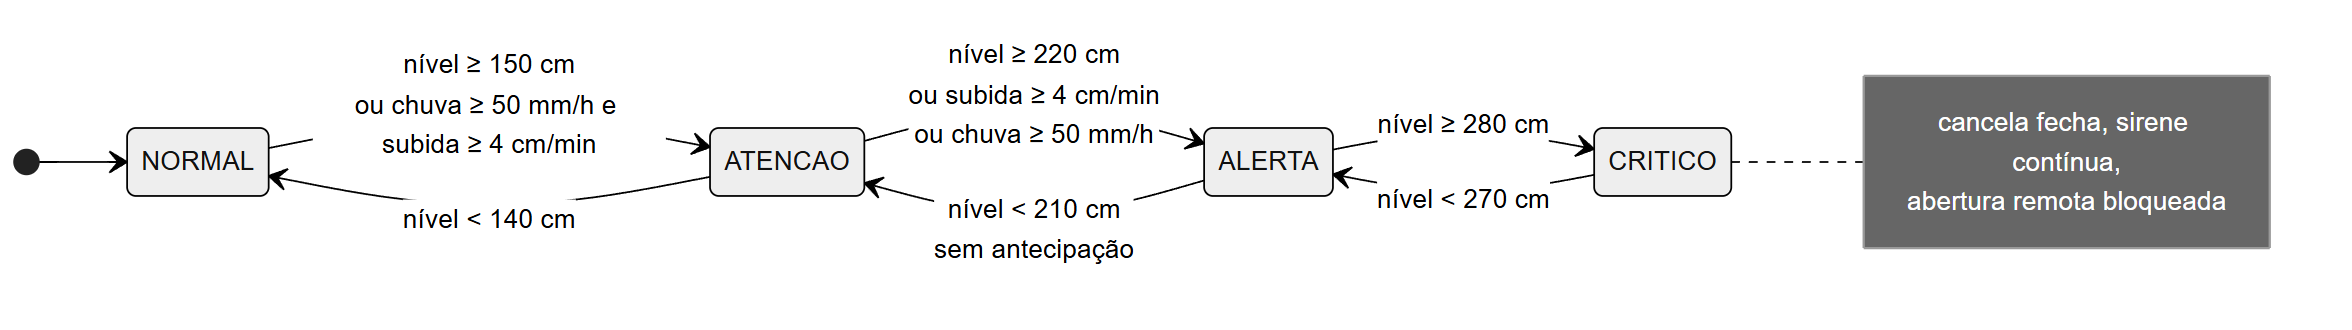 NORMAL
nível ≥ 150 cm
ou chuva ≥ 50 mm/h e
subida ≥ 4 cm/min
nível < 140 cm
ATENCAO
nível ≥ 220 cm
ou subida ≥ 4 cm/min
ou chuva ≥ 50 mm/h
nível < 210 cm
sem antecipação
ALERTA
nível ≥ 280 cm
nível < 270 cm
CRITICO
cancela fecha, sirene
contínua,
abertura remota bloqueada